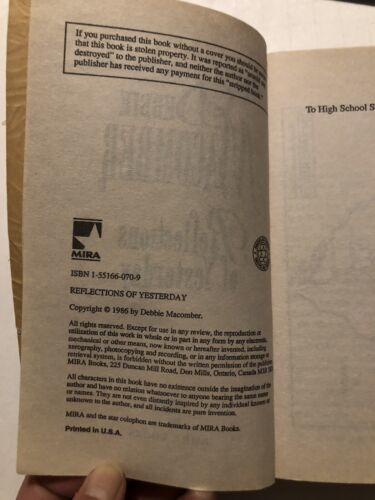 If you purchased this book without a cover you should be
that this book is stolen property. It was reported as "unsold and
destroyed" to the publisher, and neither the author nor the
publisher has received any payment for this "stripped book."
To High School S
MIRA
ISBN 1-55166-070-9
REFLECTIONS OF YESTERDAY
Copyright © 1986 by Debbie Macomber.
All rights reserved. Except for use in any review, the reproduction or
utilization of this work in whole or in part in any form by any electronic,
mechanical or other means, now known or hereafter invented, including
xerography, photocopying and recording, or in any information storage or
retrieval system, is forbidden without the written permission of the publisher,
MIRA Books, 225 Duncan Mill Road, Don Mills, Ontario, Canada M3B
All characters in this book have no existence outside the imagination of the
author and have no relation whatsoever to anyone bearing the same name
or names. They are not even distantly inspired by any individual known or
unknown to the author, and all incidents are pure invention.
MIRA and the star colophon are trademarks of MIRA Books.
Printed in U.S.A.